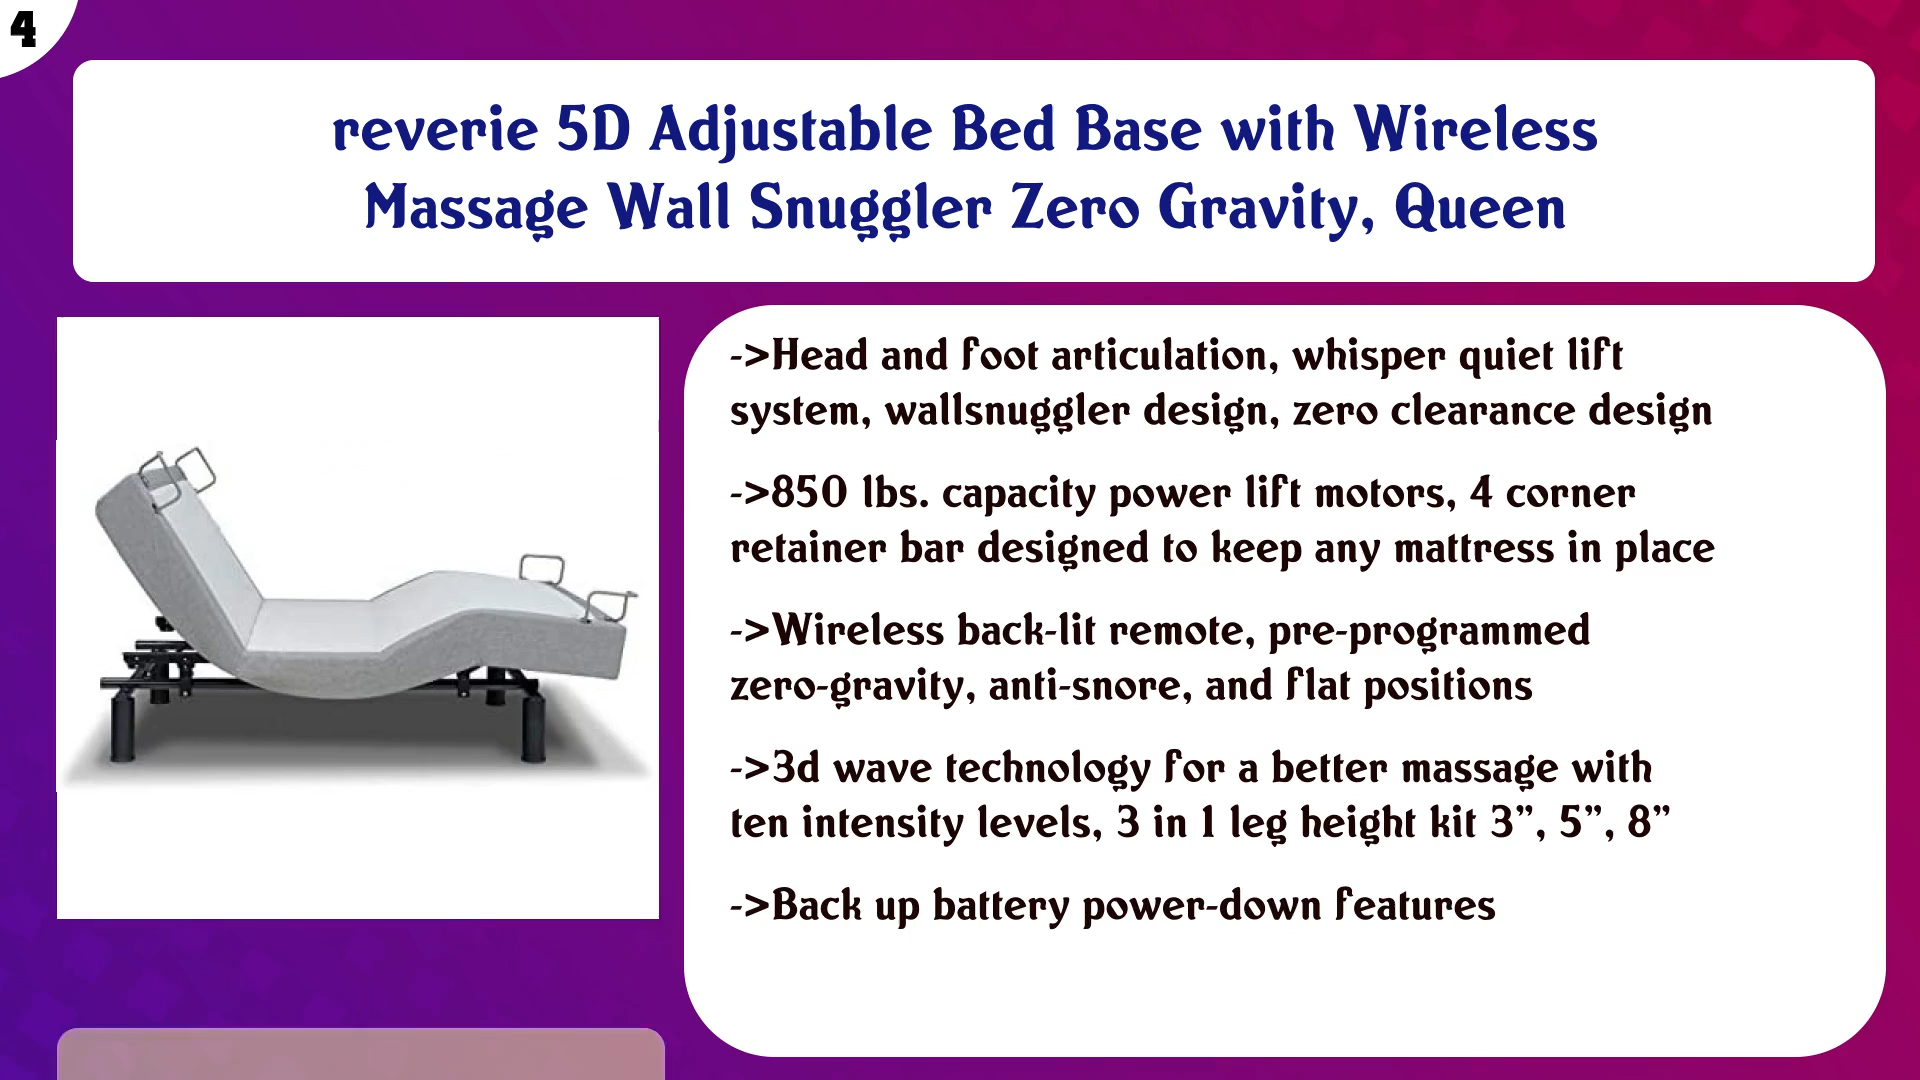 4
reverie 5D Adjustable Bed Base with Wireless
Massage Wall Snuggler Zero Gravity, Queen
->Head and foot articulation, whisper quiet lift
system, wallsnuggler design, zero clearance design
->850 lbs. capacity power lift motors, 4 corner
retainer bar designed to keep any mattress in place
->Wireless back-lit remote, pre-programmed
zero-gravity, anti-snore, and flat positions
->3d wave technology for a better massage with
ten intensity levels, 3 in 1 leg height kit 3”, 5”, 8”
->Back up battery power-down features